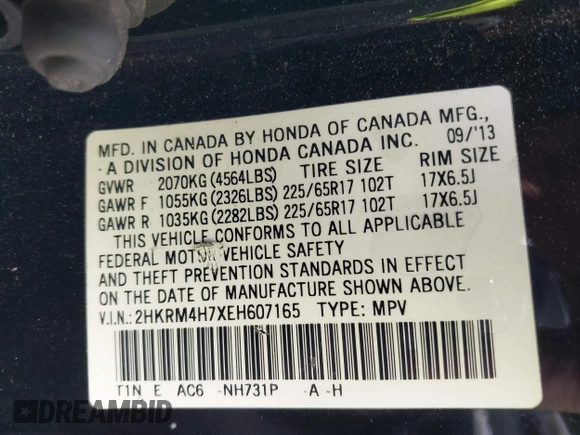 MFD. IN CANADA BY HONDA OF CANADA MFG.,
A DIVISION OF HONDA CANADA INC. 09/'13
GVWR 2070KG (4564LBS) TIRE SIZE RIM SIZE
GAWR F 1055KG (2326LBS) 225/65R17 102T 17X6.5J
GAWR R 1035KG (2282LBS) 225/65R17 102T 17X6.5J
THIS VEHICLE CONFORMS TO ALL APPLICABLE
FEDERAL MOTOR VEHICLE SAFETY
AND THEFT PREVENTION STANDARDS IN EFFECT
ON THE DATE OF MANUFACTURE SHOWN ABOVE.
V.I.N.: 2HKRM4H7XEH607165 TYPE: MPV
T1N E AC6 -NH731P -A -H
DREAMBID